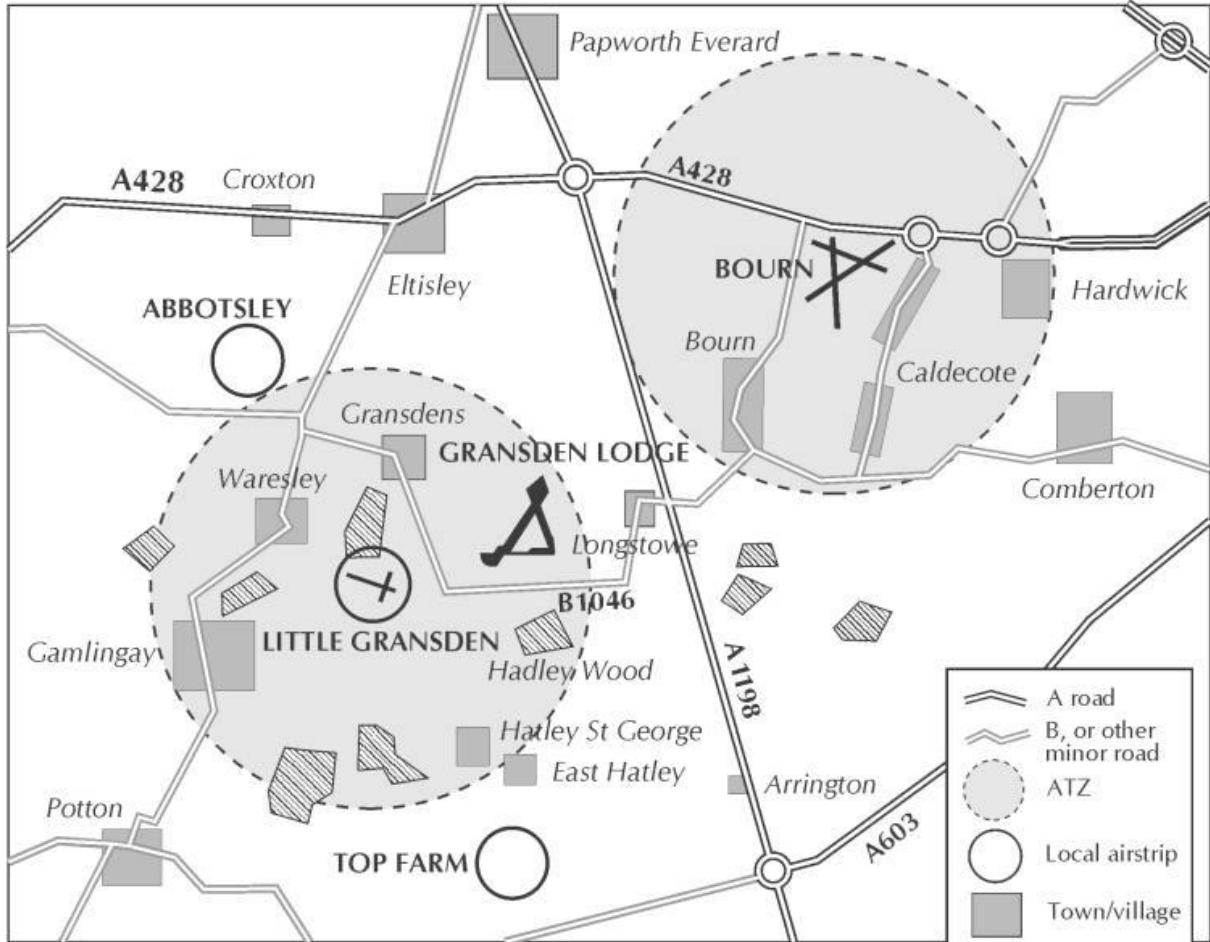 Papworth Everard
A428
Croxton
A428
BOURN
Eltisley
Hardwick
ABBOTSLEY
Bourn
Caldecote
Gransdens
GRANSDEN LODGE
Waresley
Comberton
Longstowe
B1046
LITTLE GRANSDEN
Gamlingay
Hadley Wood
A1198
Hatley St George
East Hatley
Arrington
Potton
A603
TOP FARM
A road
B, or other
minor road
ATZ
Local airstrip
Town/village